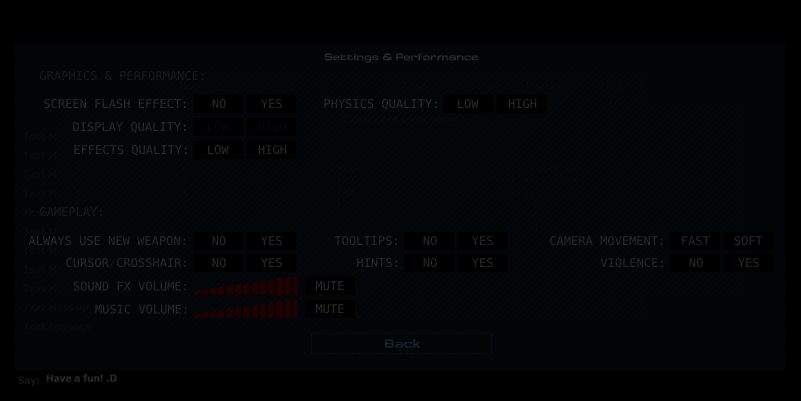 Settings & Performance
GRAPHICS & PERFORMANCE:
SCREEN FLASH EFFECT: NO YES PHYSICS QUALITY: LOW HIGH
DISPLAY QUALITY: LOW HIGH
EFFECTS QUALITY: LOW HIGH
GAMEPLAY:
ALWAYS USE NEW WEAPON: NO YES TOOLTIPS: NO YES CAMERA MOVEMENT: FAST SOFT
CURSOR/CROSSHAIR: NO YES HINTS: NO YES VIOLENCE: NO YES
SOUND FX VOLUME: MUTE
MUSIC VOLUME: MUTE
Back
Say: Have a fun! .D